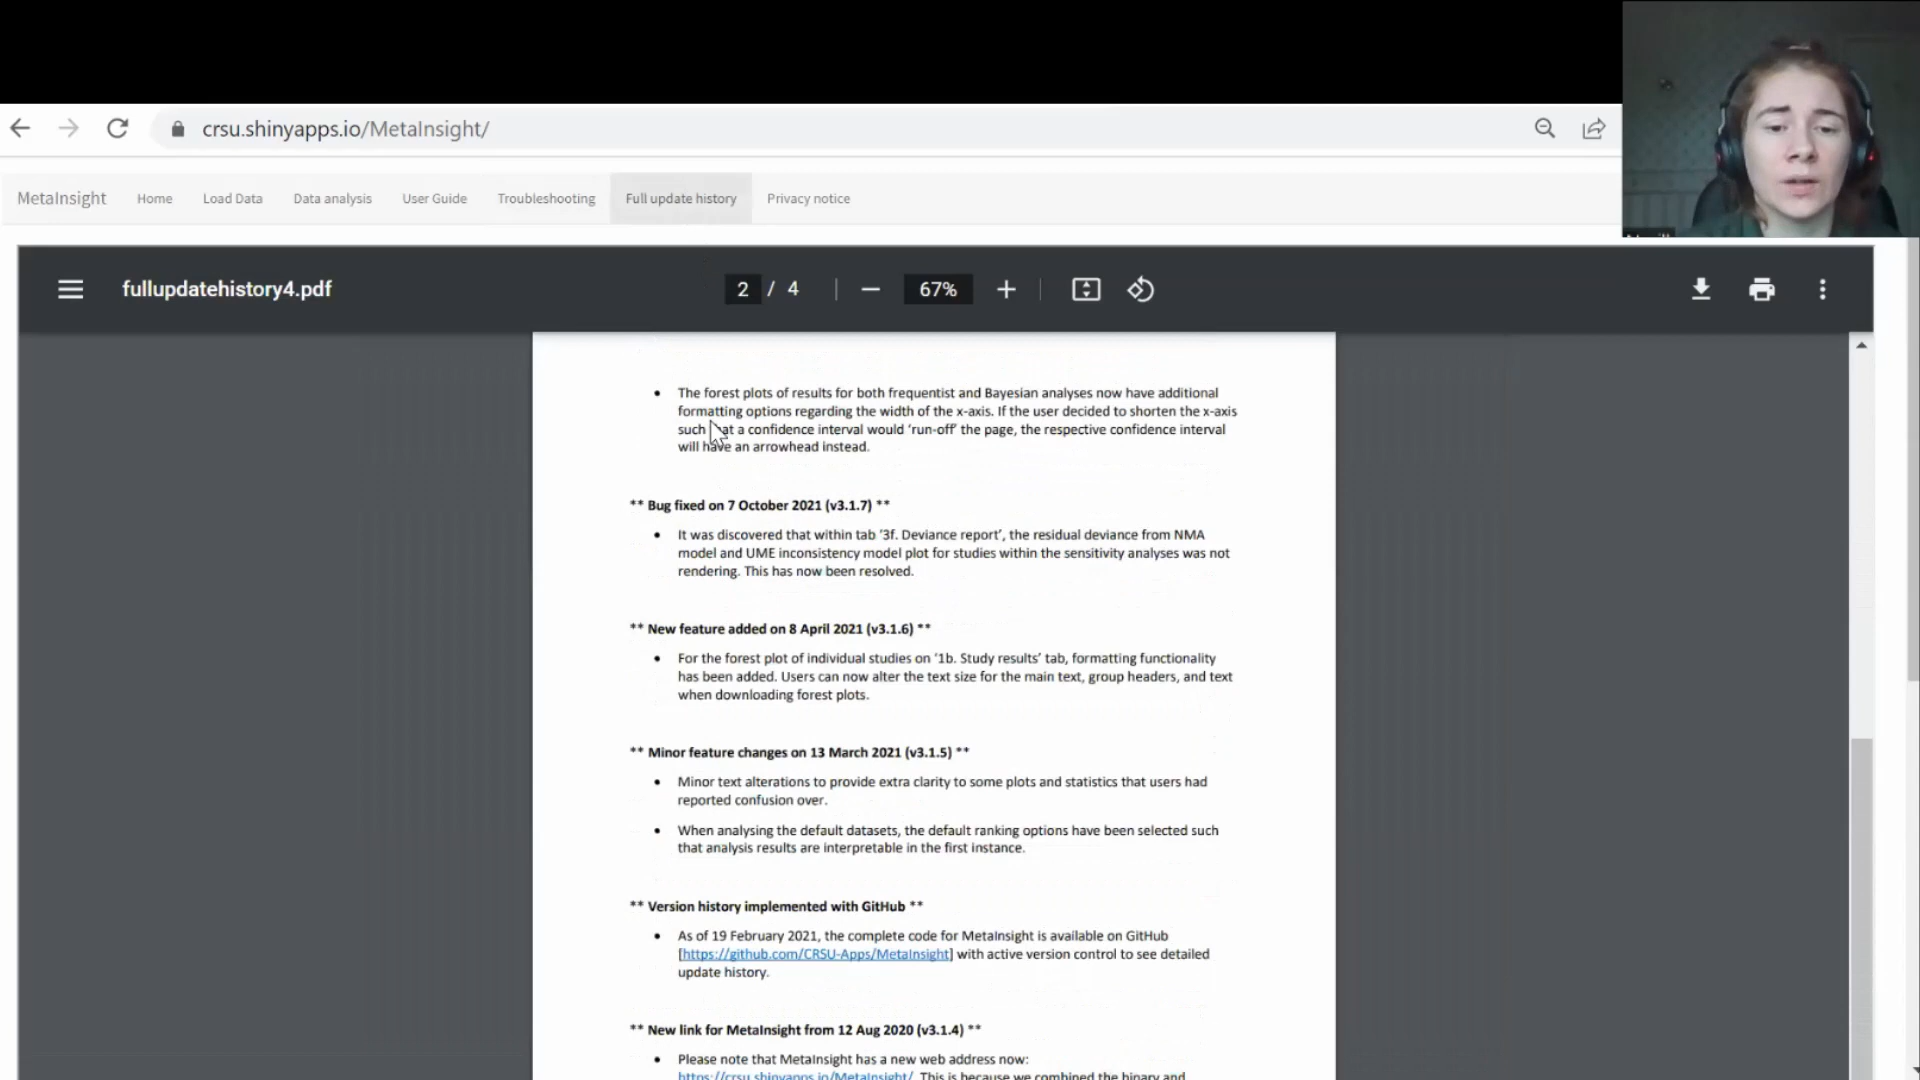 crsu.shinyapps.io/MetaInsight/
MetaInsight Home Load Data Data analysis User Guide Troubleshooting Full update history Privacy notice
fullupdatehistory4.pdf 2 / 4 67%
• The forest plots of results for both frequentist and Bayesian analyses now have additional
formatting options regarding the width of the x-axis. If the user decided to shorten the x-axis
such that a confidence interval would ‘run-off’ the page, the respective confidence interval
will have an arrowhead instead.
** Bug fixed on 7 October 2021 (v3.1.7) **
• It was discovered that within tab ‘3f. Deviance report’, the residual deviance from NMA
model and UME inconsistency model plot for studies within the sensitivity analyses was not
rendering. This has now been resolved.
** New feature added on 8 April 2021 (v3.1.6) **
• For the forest plot of individual studies on ‘1b. Study results’ tab, formatting functionality
has been added. Users can now alter the text size for the main text, group headers, and text
when downloading forest plots.
** Minor feature changes on 13 March 2021 (v3.1.5) **
• Minor text alterations to provide extra clarity to some plots and statistics that users had
reported confusion over.
• When analysing the default datasets, the default ranking options have been selected such
that analysis results are interpretable in the first instance.
** Version history implemented with GitHub **
• As of 19 February 2021, the complete code for MetaInsight is available on GitHub
[https://github.com/CRSU-Apps/MetaInsight] with active version control to see detailed
update history.
** New link for MetaInsight from 12 Aug 2020 (v3.1.4) **
• Please note that MetaInsight has a new web address now:
https://crsu.shinyapps.io/MetaInsight/. This is because we combined the binary and